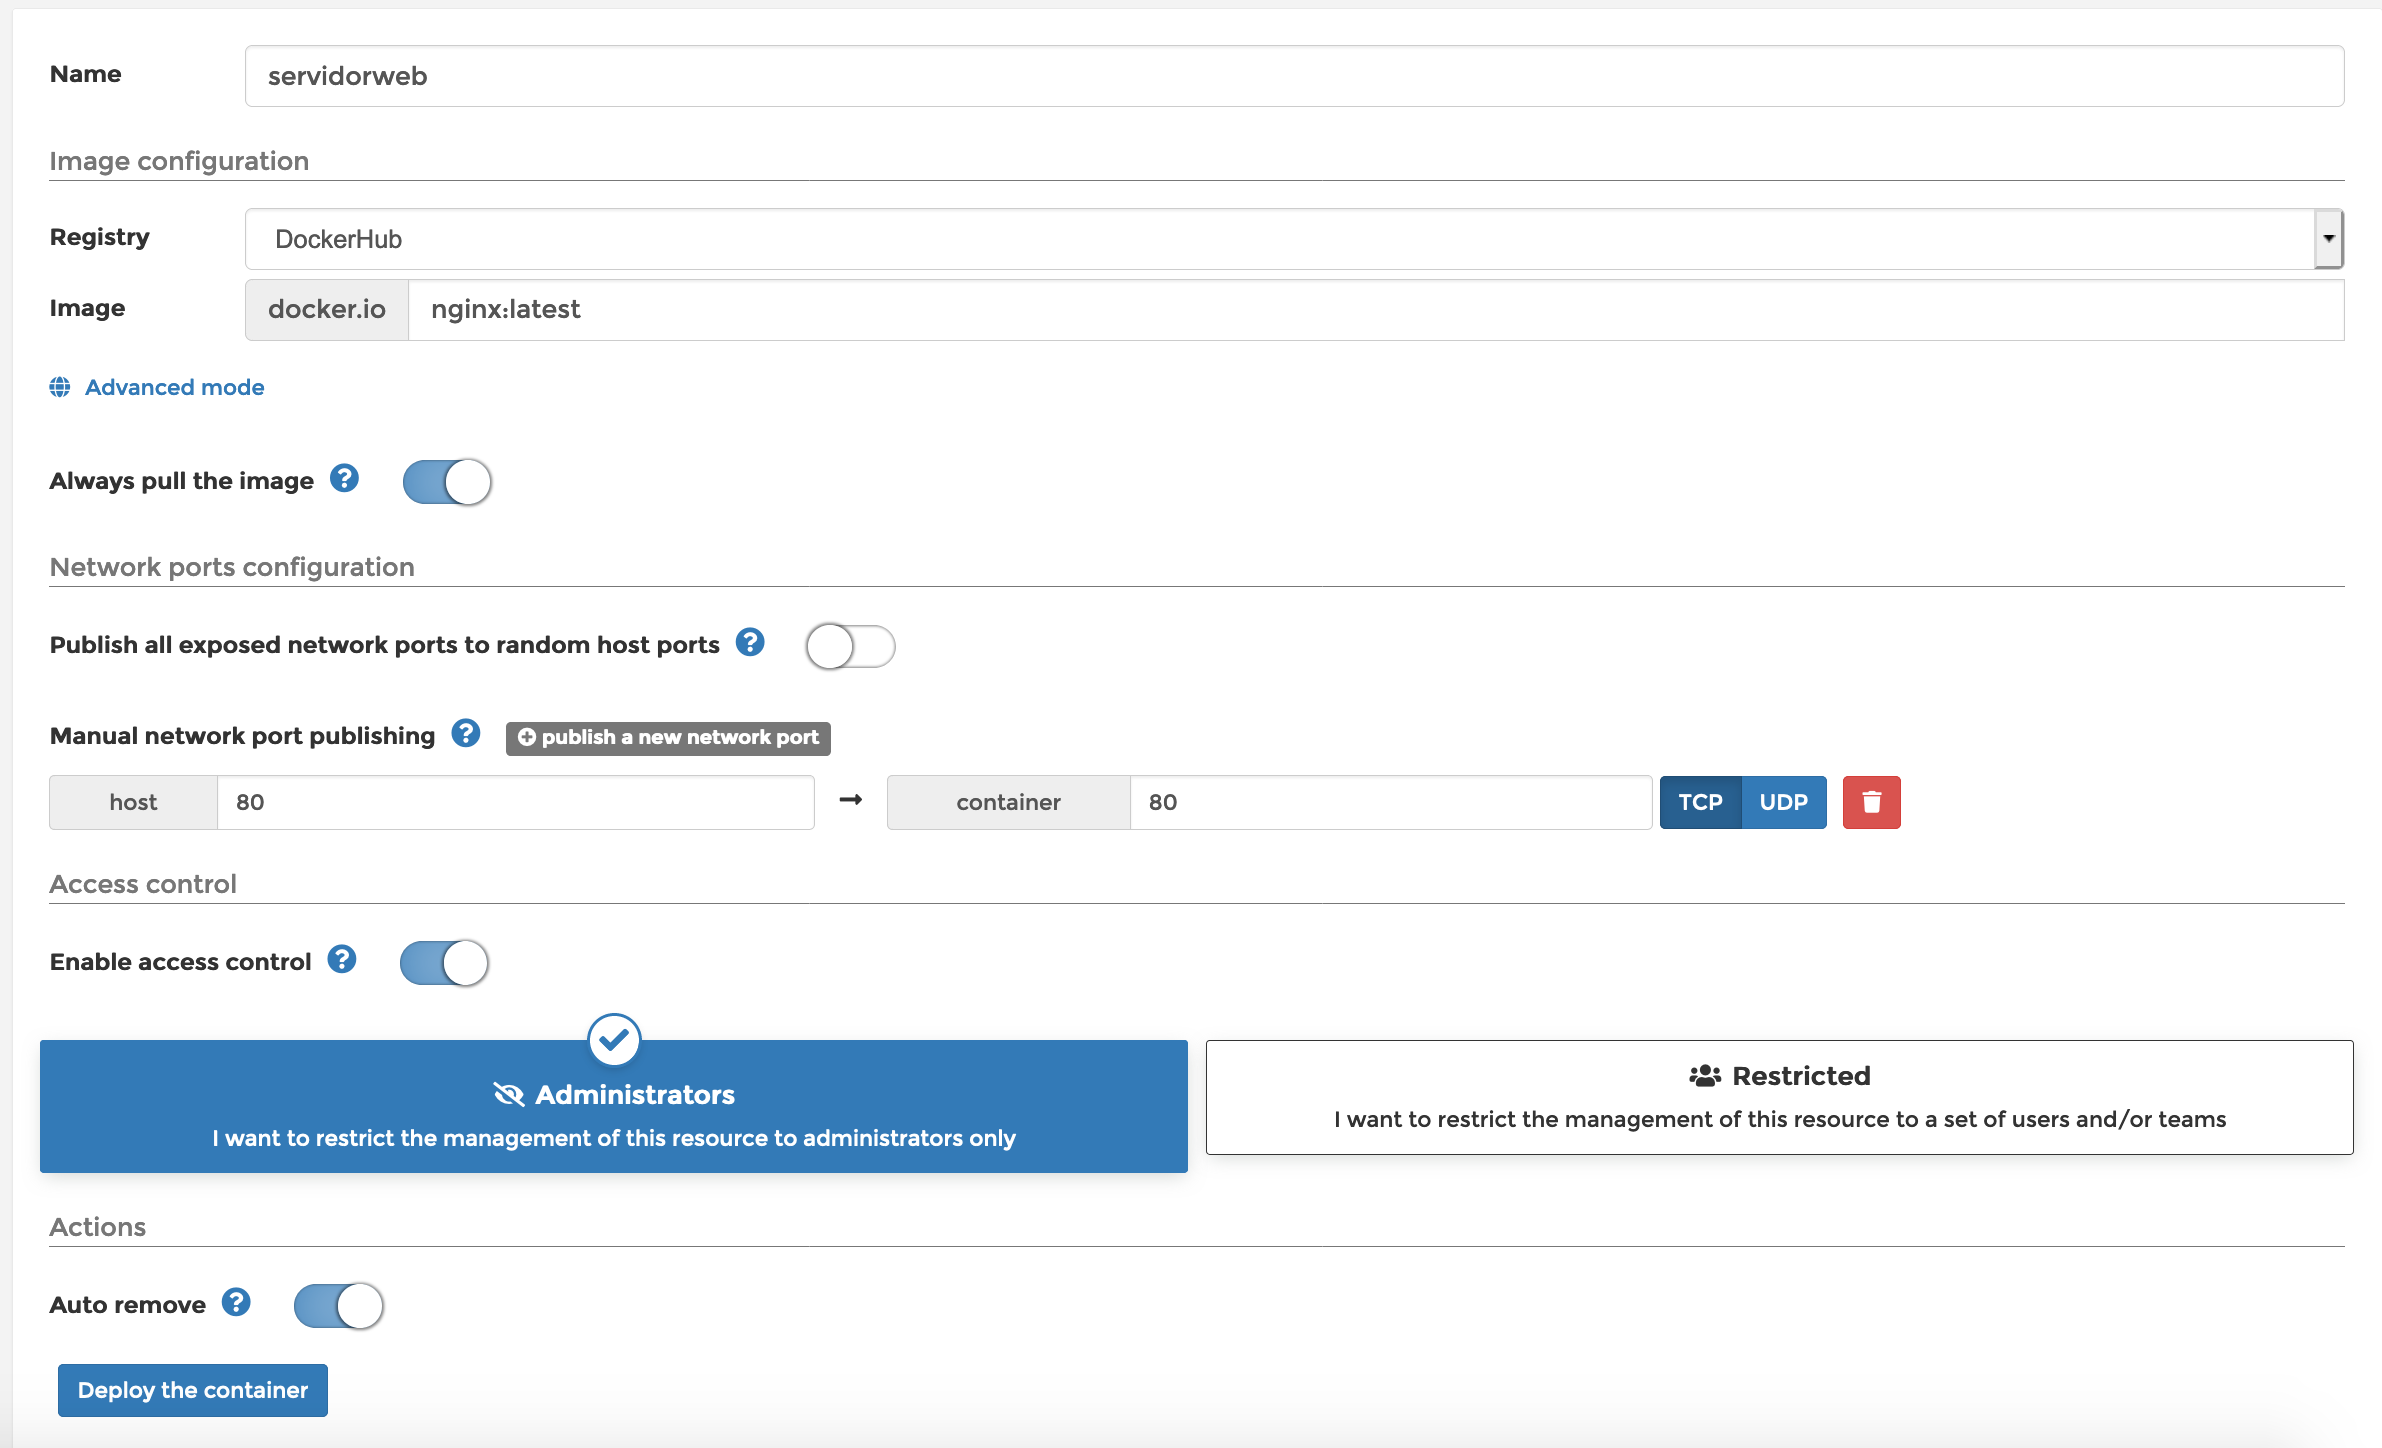 Name servidorweb
Image configuration
Registry DockerHub
Image docker.io nginx:latest
Advanced mode
Always pull the image ?
Network ports configuration
Publish all exposed network ports to random host ports ?
Manual network port publishing ? publish a new network port
host 80 → container 80 TCP UDP
Access control
Enable access control ?
Administrators
I want to restrict the management of this resource to administrators only
Restricted
I want to restrict the management of this resource to a set of users and/or teams
Actions
Auto remove ?
Deploy the container